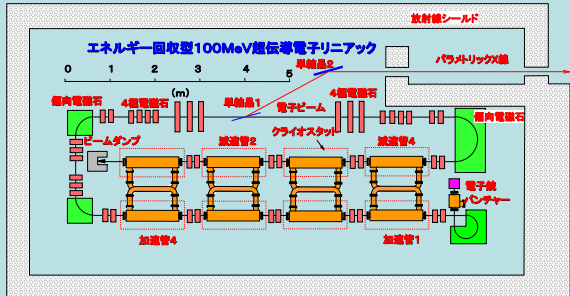 放射線シールド
エネルギー回収型100MeV超伝導電子リニアック
単結晶2
パラメトリックX線
0 1 2 3 4 5
(m)
偏向電磁石
4極電磁石
単結晶1
電子ビーム
4極電磁石
偏向電磁石
ビームダンプ
減速管2
クライオスタット
減速管4
電子銃
バンチャー
加速管4
加速管1